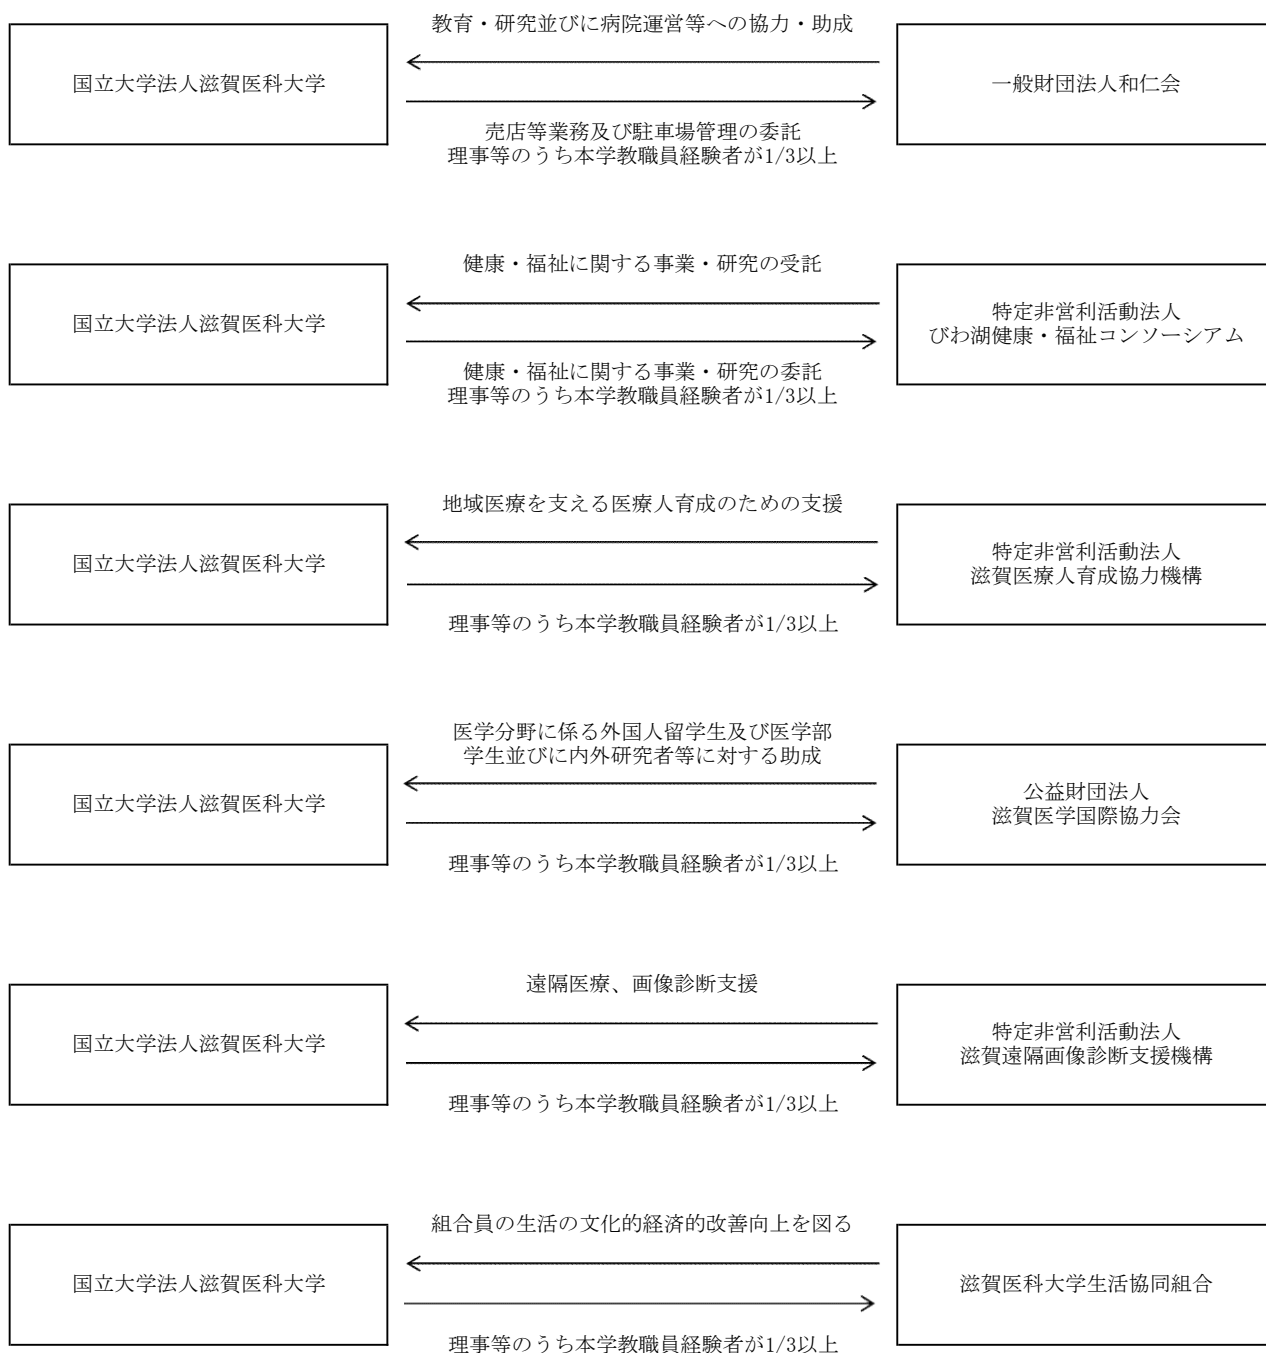 教育・研究並びに病院運営等への協力・助成
国立大学法人滋賀医科大学
一般財団法人和仁会
売店等業務及び駐車場管理の委託
理事等のうち本学教職員経験者が1/3以上
健康・福祉に関する事業・研究の受託
国立大学法人滋賀医科大学
特定非営利活動法人
びわ湖健康・福祉コンソーシアム
健康・福祉に関する事業・研究の委託
理事等のうち本学教職員経験者が1/3以上
地域医療を支える医療人育成のための支援
国立大学法人滋賀医科大学
特定非営利活動法人
滋賀医療人育成協力機構
理事等のうち本学教職員経験者が1/3以上
医学分野に係る外国人留学生及び医学部
学生並びに内外研究者等に対する助成
国立大学法人滋賀医科大学
公益財団法人
滋賀医学国際協力会
理事等のうち本学教職員経験者が1/3以上
遠隔医療、画像診断支援
国立大学法人滋賀医科大学
特定非営利活動法人
滋賀遠隔画像診断支援機構
理事等のうち本学教職員経験者が1/3以上
組合員の生活の文化的経済的改善向上を図る
国立大学法人滋賀医科大学
滋賀医科大学生活協同組合
理事等のうち本学教職員経験者が1/3以上